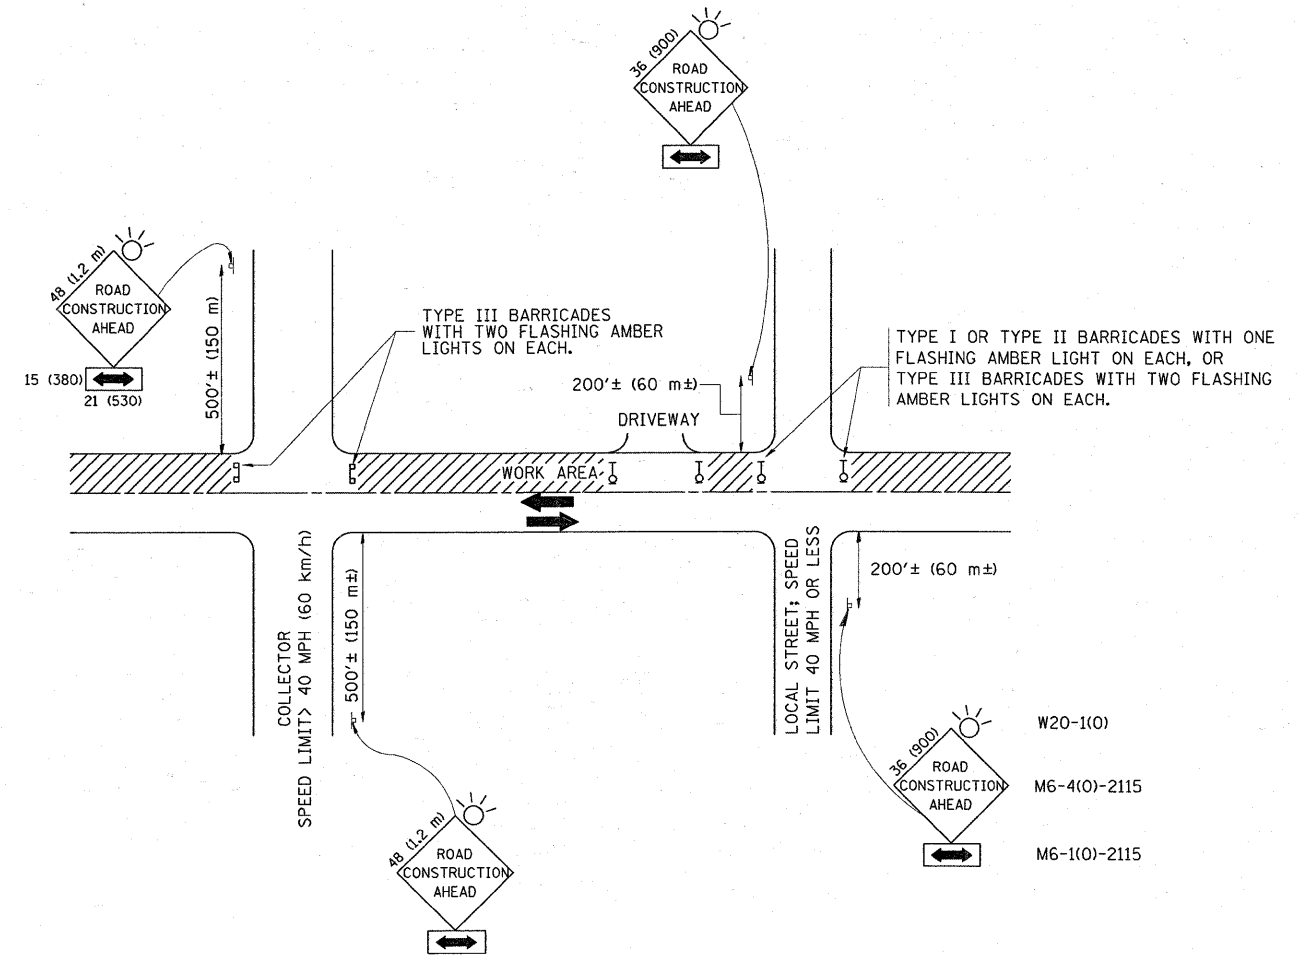 36 (900)
ROAD
CONSTRUCTION
AHEAD
48 (1.2 m)
ROAD
CONSTRUCTION
AHEAD
15 (380)
21 (530)
500'± (150 m)
TYPE III BARRICADES
WITH TWO FLASHING AMBER
LIGHTS ON EACH.
200'± (60 m±)
DRIVEWAY
TYPE I OR TYPE II BARRICADES WITH ONE
FLASHING AMBER LIGHT ON EACH, OR
TYPE III BARRICADES WITH TWO FLASHING
AMBER LIGHTS ON EACH.
WORK AREA
COLLECTOR
SPEED LIMIT> 40 MPH (60 km/h)
500'± (150 m±)
LOCAL STREET; SPEED
LIMIT 40 MPH OR LESS
200'± (60 m±)
48 (1.2 m)
ROAD
CONSTRUCTION
AHEAD
36 (900)
ROAD
CONSTRUCTION
AHEAD
W20-1(O)
M6-4(O)-2115
M6-1(O)-2115